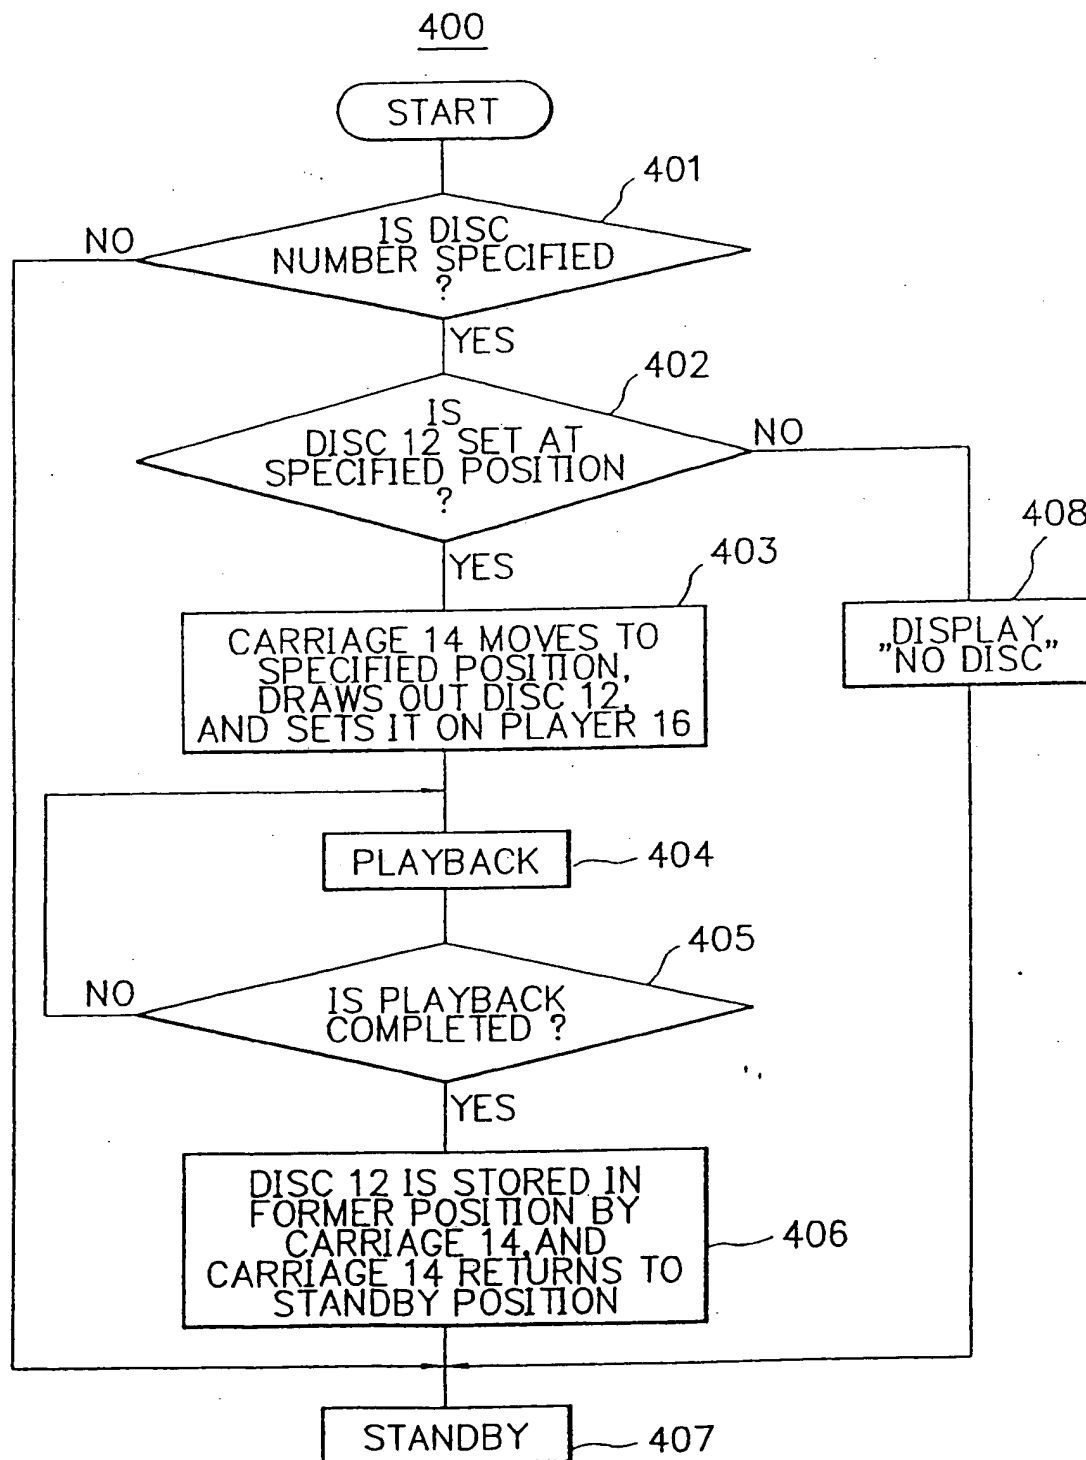 400
START
401
IS DISC
NUMBER SPECIFIED
?
NO
YES
402
IS
DISC 12 SET AT
SPECIFIED POSITION
?
NO
YES
403
CARRIAGE 14 MOVES TO
SPECIFIED POSITION,
DRAWS OUT DISC 12,
AND SETS IT ON PLAYER 16
408
DISPLAY
"NO DISC"
PLAYBACK
404
405
IS PLAYBACK
COMPLETED ?
NO
YES
DISC 12 IS STORED IN
FORMER POSITION BY
CARRIAGE 14,AND
CARRIAGE 14 RETURNS TO
STANDBY POSITION
406
STANDBY
407